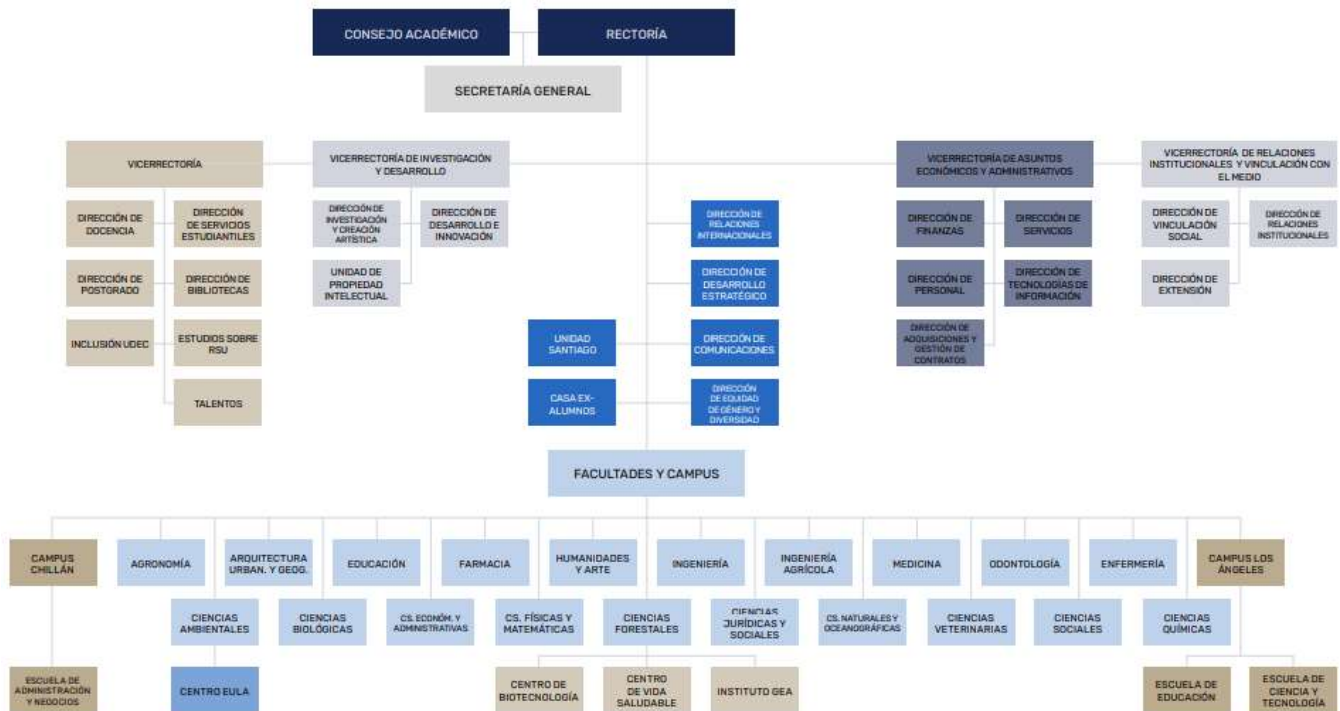 CONSEJO ACADÉMICO
RECTORÍA
SECRETARÍA GENERAL
VICERRECTORÍA
VICERRECTORÍA DE INVESTIGACIÓN
Y DESARROLLO
VICERRECTORÍA DE ASUNTOS
ECONÓMICOS Y ADMINISTRATIVOS
VICERRECTORÍA DE RELACIONES
INSTITUCIONALES Y VINCULACIÓN CON
EL MEDIO
DIRECCIÓN DE
DOCENCIA
DIRECCIÓN
DE SERVICIOS
ESTUDIANTILES
DIRECCIÓN DE
INVESTIGACIÓN
Y CREACIÓN
ARTÍSTICA
DIRECCIÓN DE
DESARROLLO E
INNOVACIÓN
DIRECCIÓN DE
RELACIONES
INTERNACIONALES
DIRECCIÓN DE
FINANZAS
DIRECCIÓN DE
SERVICIOS
DIRECCIÓN DE
VINCULACIÓN
SOCIAL
DIRECCIÓN DE
RELACIONES
INSTITUCIONALES
DIRECCIÓN DE
POSTGRADO
DIRECCIÓN DE
BIBLIOTECAS
UNIDAD DE
PROPIEDAD
INTELECTUAL
DIRECCIÓN DE
DESARROLLO
ESTRATÉGICO
DIRECCIÓN DE
PERSONAL
DIRECCIÓN DE
TECNOLOGÍAS DE
INFORMACIÓN
DIRECCIÓN DE
EXTENSIÓN
INCLUSIÓN UDEC
ESTUDIOS SOBRE
RSU
UNIDAD
SANTIAGO
DIRECCIÓN DE
COMUNICACIONES
DIRECCIÓN DE
ADQUISICIONES Y
GESTIÓN DE
CONTRATOS
TALENTOS
CASA EX-
ALUMNOS
DIRECCIÓN
DE EQUIDAD
DE GÉNERO Y
DIVERSIDAD
FACULTADES Y CAMPUS
CAMPUS
CHILLÁN
AGRONOMÍA
ARQUITECTURA
URBAN. Y GEOG.
EDUCACIÓN
FARMACIA
HUMANIDADES
Y ARTE
INGENIERÍA
INGENIERÍA
AGRÍCOLA
MEDICINA
ODONTOLOGÍA
ENFERMERÍA
CAMPUS LOS
ÁNGELES
CIENCIAS
AMBIENTALES
CIENCIAS
BIOLÓGICAS
CS. ECONÓM. Y
ADMINISTRATIVAS
CS. FÍSICAS Y
MATEMÁTICAS
CIENCIAS
FORESTALES
CIENCIAS
JURÍDICAS Y
SOCIALES
CS. NATURALES Y
OCEANOGRÁFICAS
CIENCIAS
VETERINARIAS
CIENCIAS
SOCIALES
CIENCIAS
QUÍMICAS
ESCUELA DE
ADMINISTRACIÓN
Y NEGOCIOS
CENTRO EULA
CENTRO DE
BIOTECNOLOGÍA
CENTRO
DE VIDA
SALUDABLE
INSTITUTO GEA
ESCUELA DE
EDUCACIÓN
ESCUELA DE
CIENCIA Y
TECNOLOGÍA